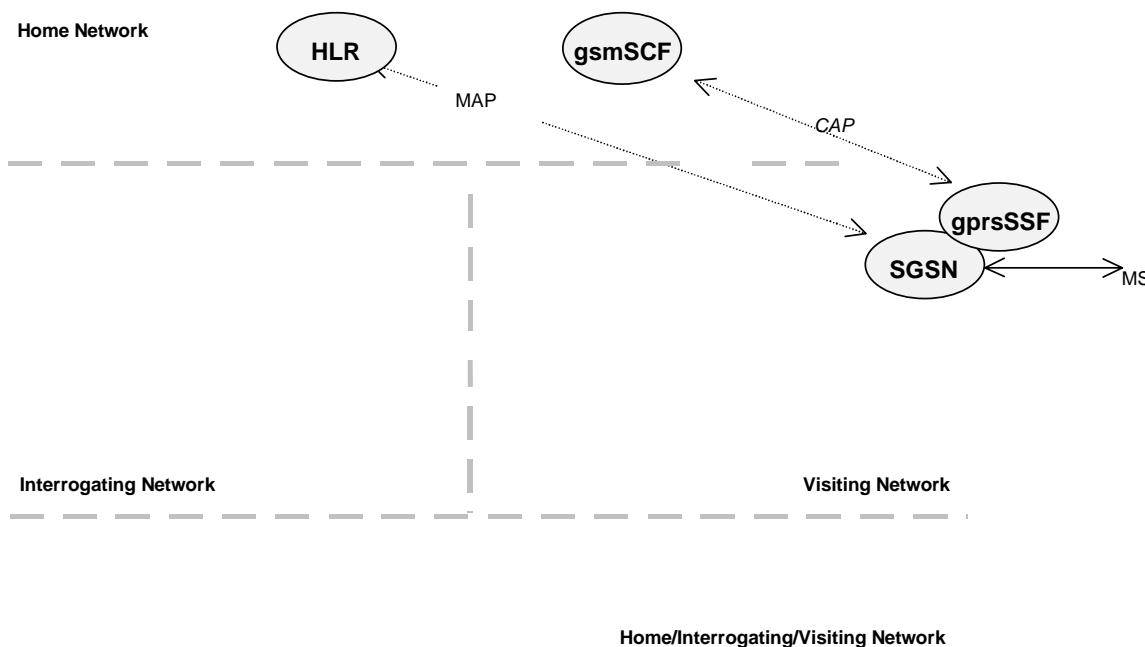 Home Network
HLR
gsmSCF
MAP
CAP
gprsSSF
SGSN
MS
Interrogating Network
Visiting Network
Home/Interrogating/Visiting Network